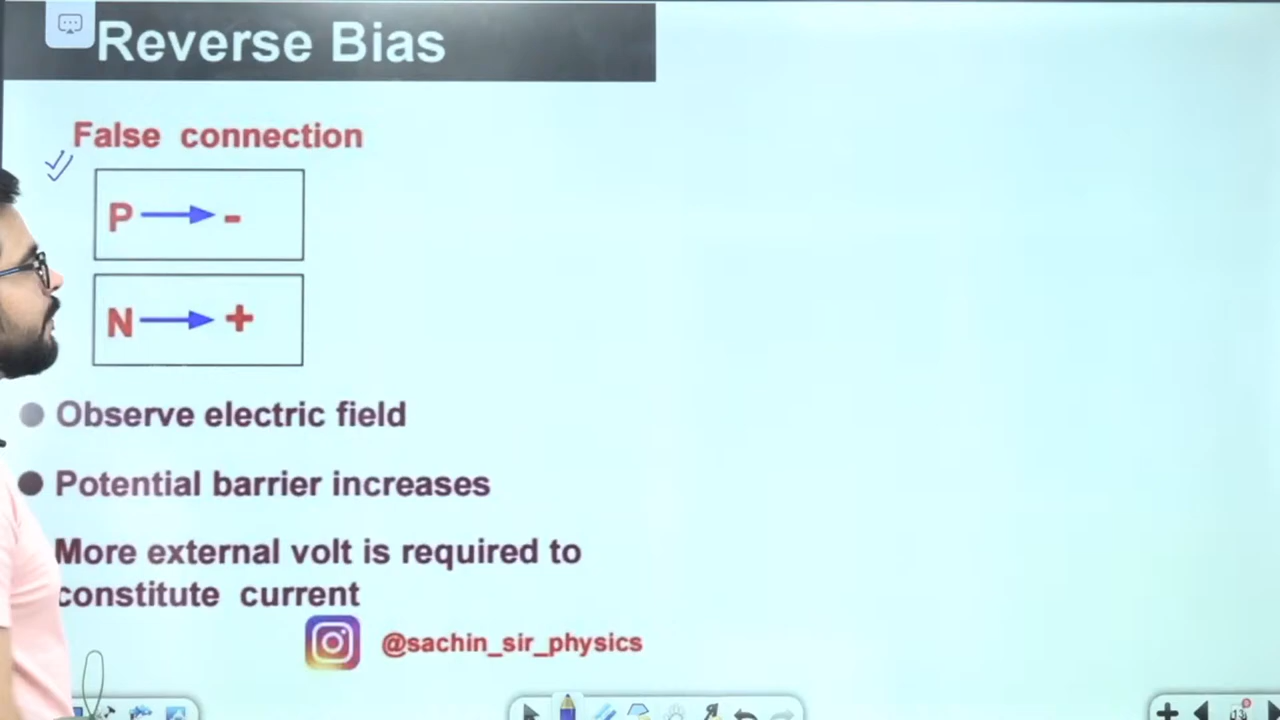 Reverse Bias
False connection
P → -
N → +
Observe electric field
Potential barrier increases
More external volt is required to
constitute current
@sachin_sir_physics
13